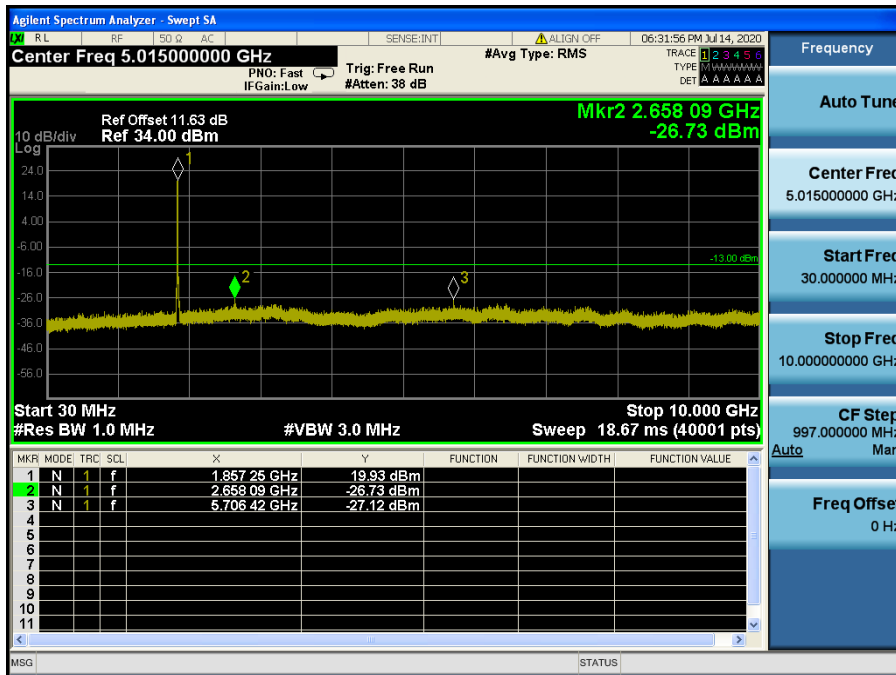 Agilent Spectrum Analyzer - Swept SA
LXI RL RF 50 Ω AC SENSE:INT ALIGN OFF 06:31:56 PM Jul 14, 2020
Center Freq 5.015000000 GHz #Avg Type: RMS TRACE 1 2 3 4 5 6
PNO: Fast Trig: Free Run TYPE M W W W W W
IFGain:Low #Atten: 38 dB DET A A A A A A
Mkr2 2.658 09 GHz
Ref Offset 11.63 dB
10 dB/div Ref 34.00 dBm -26.73 dBm
Log
1
24.0
14.0
4.00
-6.00
-13.00 dBm
-16.0
2 3
-26.0
-36.0
-46.0
-56.0
Start 30 MHz Stop 10.000 GHz
#Res BW 1.0 MHz #VBW 3.0 MHz Sweep 18.67 ms (40001 pts)
MKR MODE TRC SCL X Y FUNCTION FUNCTION WIDTH FUNCTION VALUE
1 N 1 f 1.857 25 GHz 19.93 dBm
2 N 1 f 2.658 09 GHz -26.73 dBm
3 N 1 f 5.706 42 GHz -27.12 dBm
4
5
6
7
8
9
10
11
MSG STATUS
Frequency
Auto Tune
Center Freq
5.015000000 GHz
Start Freq
30.000000 MHz
Stop Freq
10.000000000 GHz
CF Step
997.000000 MHz
Auto Man
Freq Offset
0 Hz